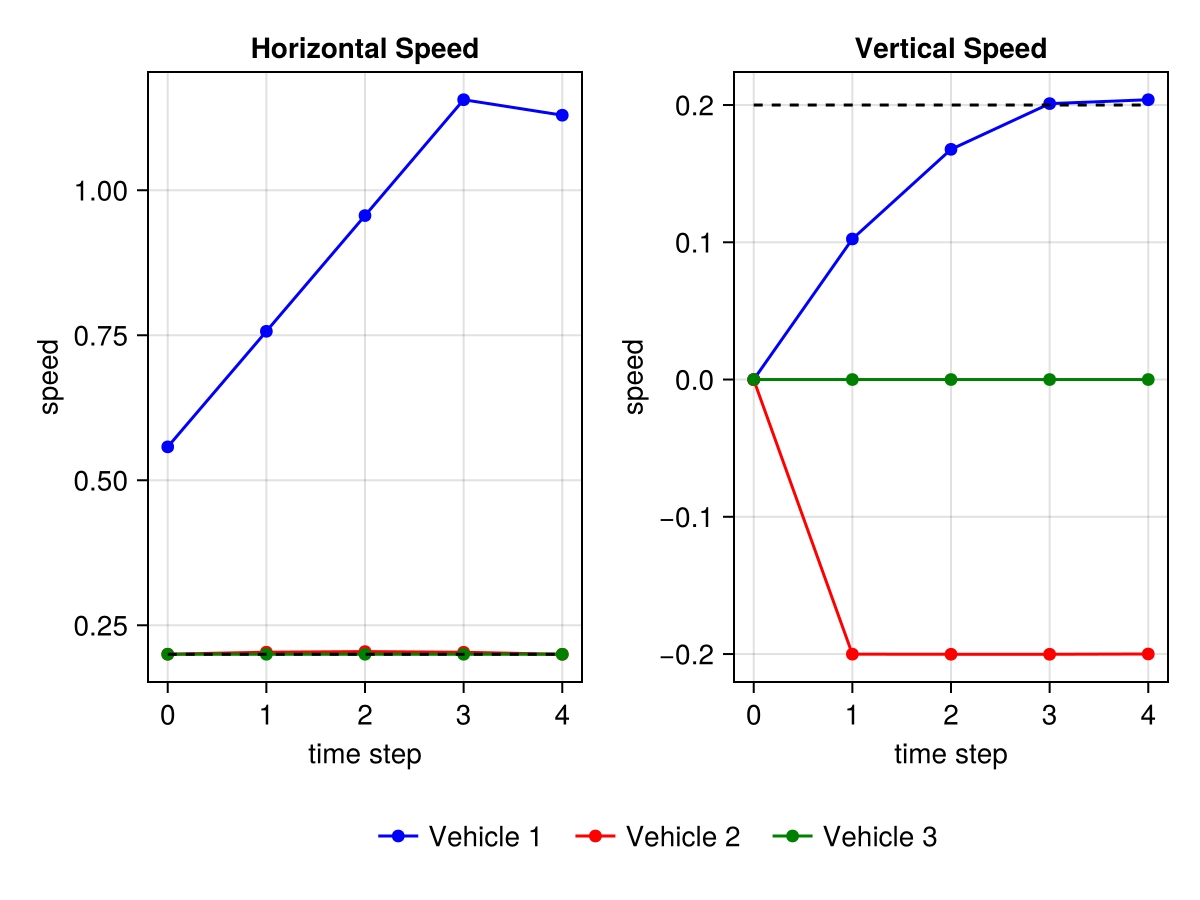 Horizontal Speed
speed
1.00
0.75
0.50
0.25
0 1 2 3 4
time step
Vertical Speed
speed
0.2
0.1
0.0
−0.1
−0.2
0 1 2 3 4
time step
Vehicle 1 Vehicle 2 Vehicle 3